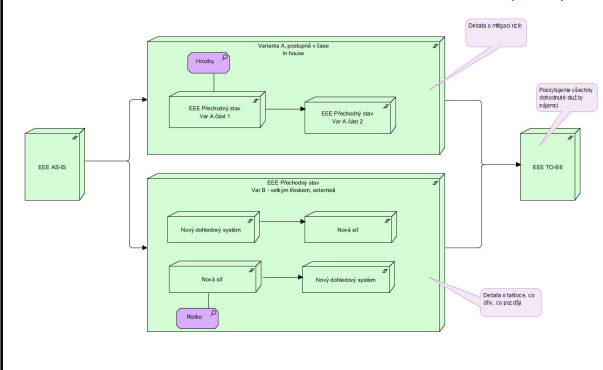 Debata o mitigaci rizik
Varianta A, postupně v čase
in house
Hrozby
EEE Přechodný stav
Var A část 1
EEE Přechodný stav
Var A část 2
Poskytujeme všechny
dohodnuté služby
nájemci
EEE AS-IS
EEE TO-BE
EEE Přechodný stav
Var B - velkým třeskem, externisti
Nový dohledový systém
Nová síť
Nová síť
Nový dohledový systém
Riziko
Debata o taktice, co
dřív, co později